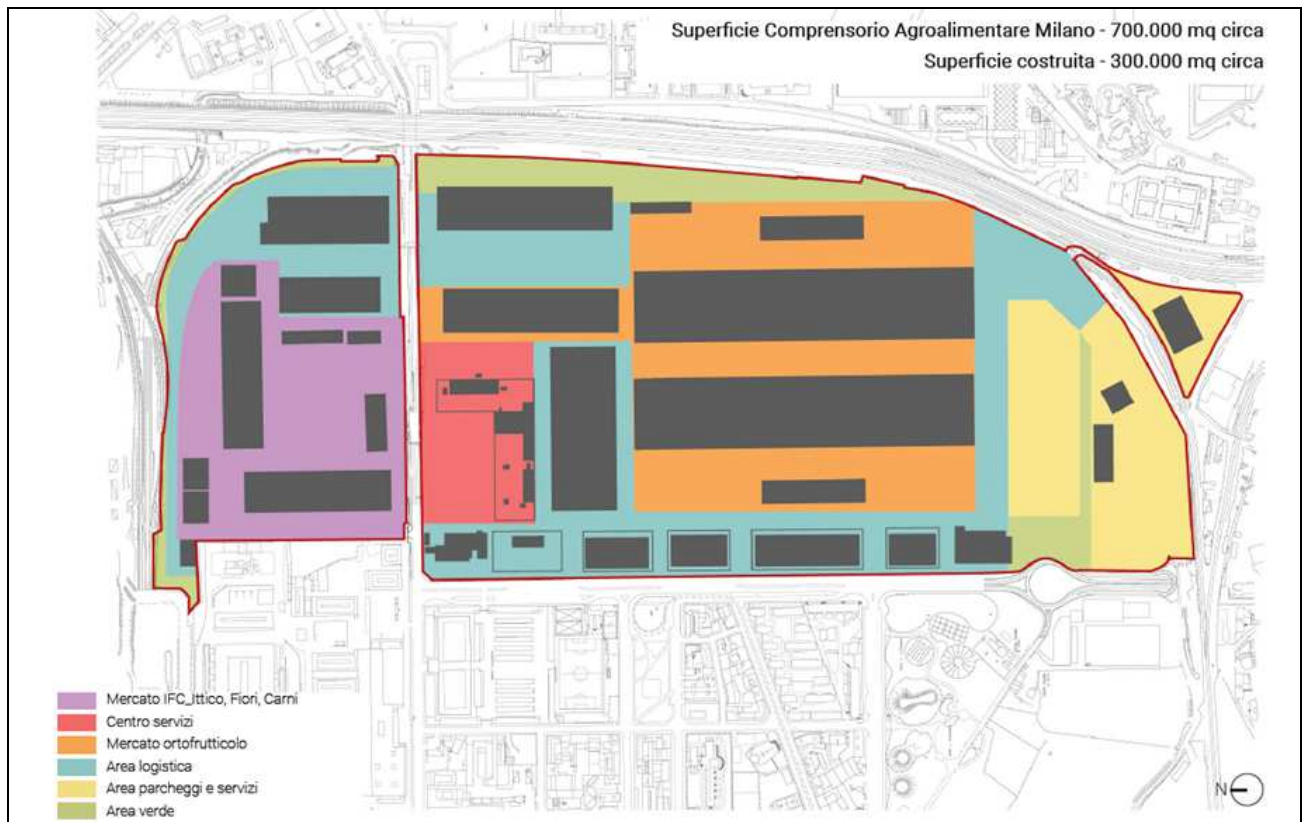 Superficie Comprensorio Agroalimentare Milano - 700.000 mq circa
Superficie costruita - 300.000 mq circa
Mercato IFC_Ittico, Fiori, Carni
Centro servizi
Mercato ortofrutticolo
Area logistica
Area parcheggi e servizi
Area verde
N